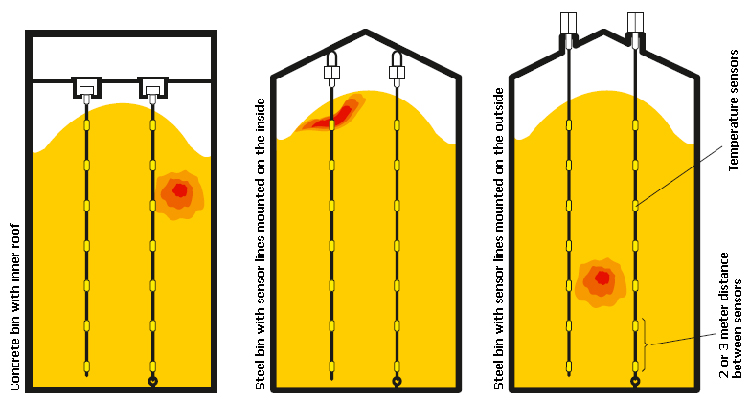 Concrete bin with inner roof
Steel bin with sensor lines mounted on the inside
Steel bin with sensor lines mounted on the outside
Temperature sensors
2 or 3 meter distance
between sensors